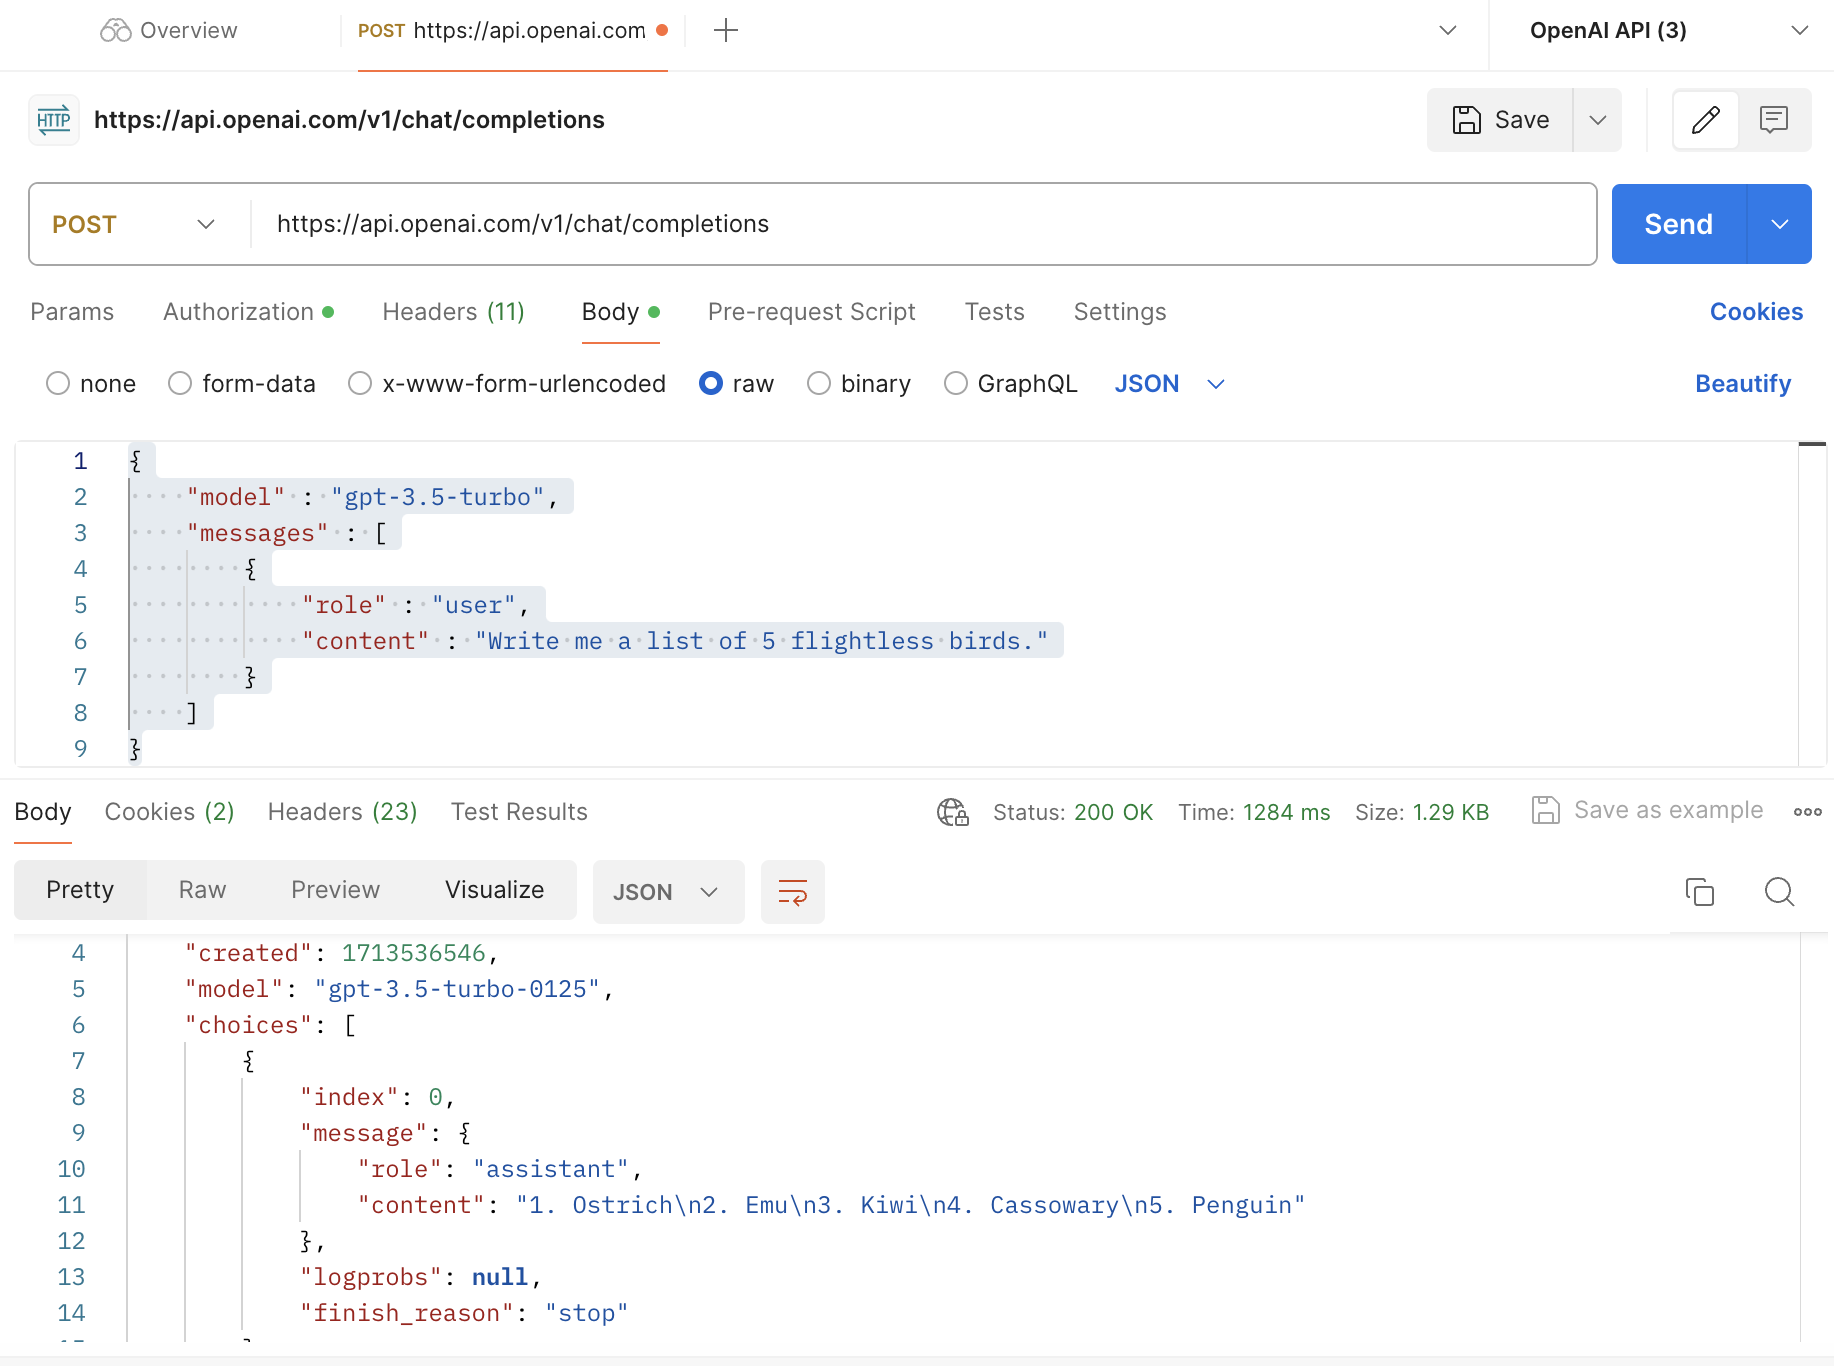 Overview
POST https://api.openai.com
OpenAI API (3)
HTTP
https://api.openai.com/v1/chat/completions
Save
POST
https://api.openai.com/v1/chat/completions
Send
Params Authorization Headers (11) Body Pre-request Script Tests Settings Cookies
none form-data x-www-form-urlencoded raw binary GraphQL JSON Beautify
1 {
2 "model" : "gpt-3.5-turbo",
3 "messages" : [
4 {
5 "role" : "user",
6 "content" : "Write me a list of 5 flightless birds."
7 }
8 ]
9 }
Body Cookies (2) Headers (23) Test Results Status: 200 OK Time: 1284 ms Size: 1.29 KB Save as example
Pretty Raw Preview Visualize JSON
4 "created": 1713536546,
5 "model": "gpt-3.5-turbo-0125",
6 "choices": [
7 {
8 "index": 0,
9 "message": {
10 "role": "assistant",
11 "content": "1. Ostrich\n2. Emu\n3. Kiwi\n4. Cassowary\n5. Penguin"
12 },
13 "logprobs": null,
14 "finish_reason": "stop"